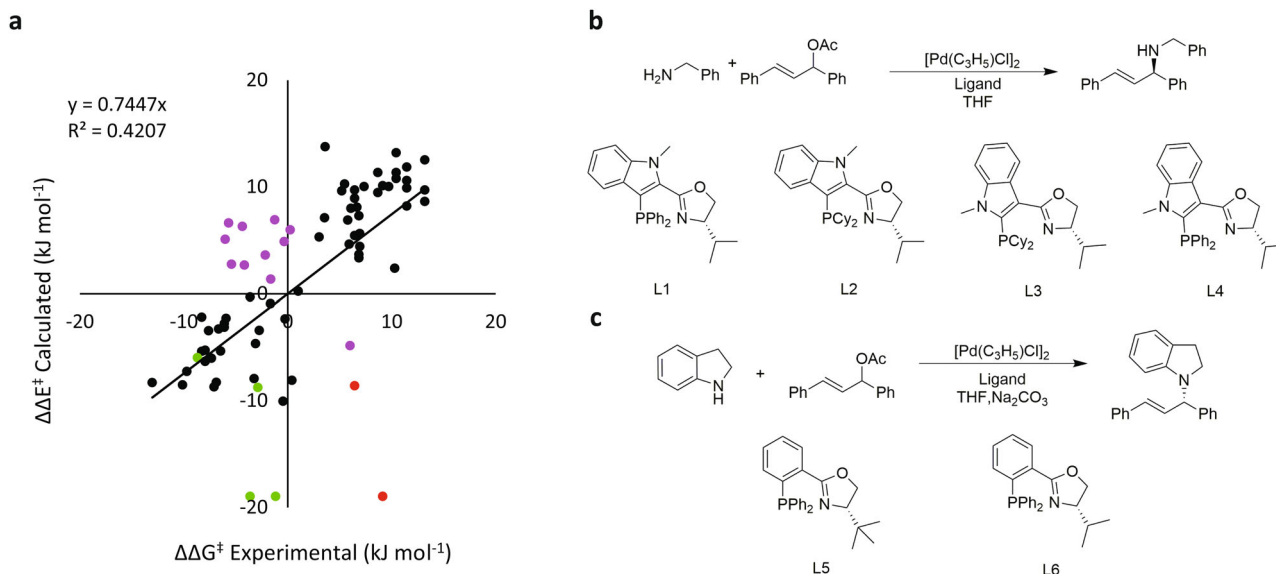 a
y = 0.7447x
R² = 0.4207
20
10
0
-10
-20
-20
-10
0
10
20
ΔΔE‡ Calculated (kJ mol-1)
ΔΔG‡ Experimental (kJ mol-1)
b
H2N
Ph
+
OAc
Ph
Ph
[Pd(C3H5)Cl]2
Ligand
THF
HN
Ph
Ph
Ph
N
O
N
PPh2
L1
N
O
N
PCy2
L2
N
O
N
PCy2
L3
N
O
N
PPh2
L4
c
N
H
+
OAc
Ph
Ph
[Pd(C3H5)Cl]2
Ligand
THF,Na2CO3
N
Ph
Ph
O
N
PPh2
L5
O
N
PPh2
L6